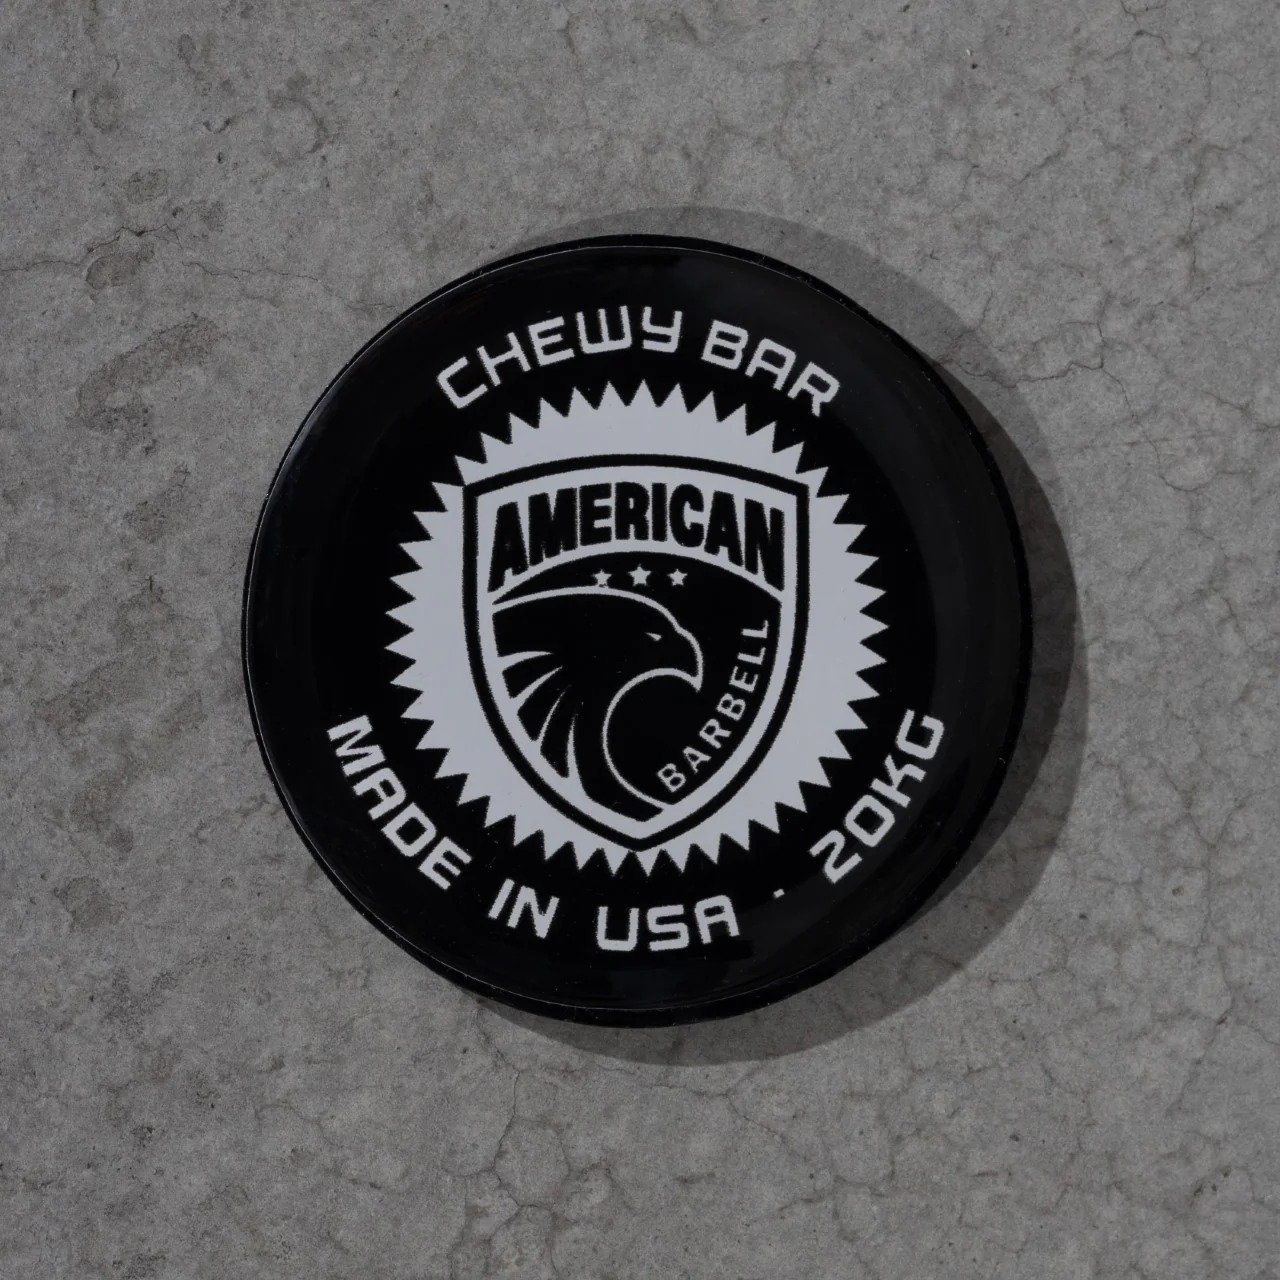 CHEWY BAR
AMERICAN
BARBELL
MADE IN USA · 20KG